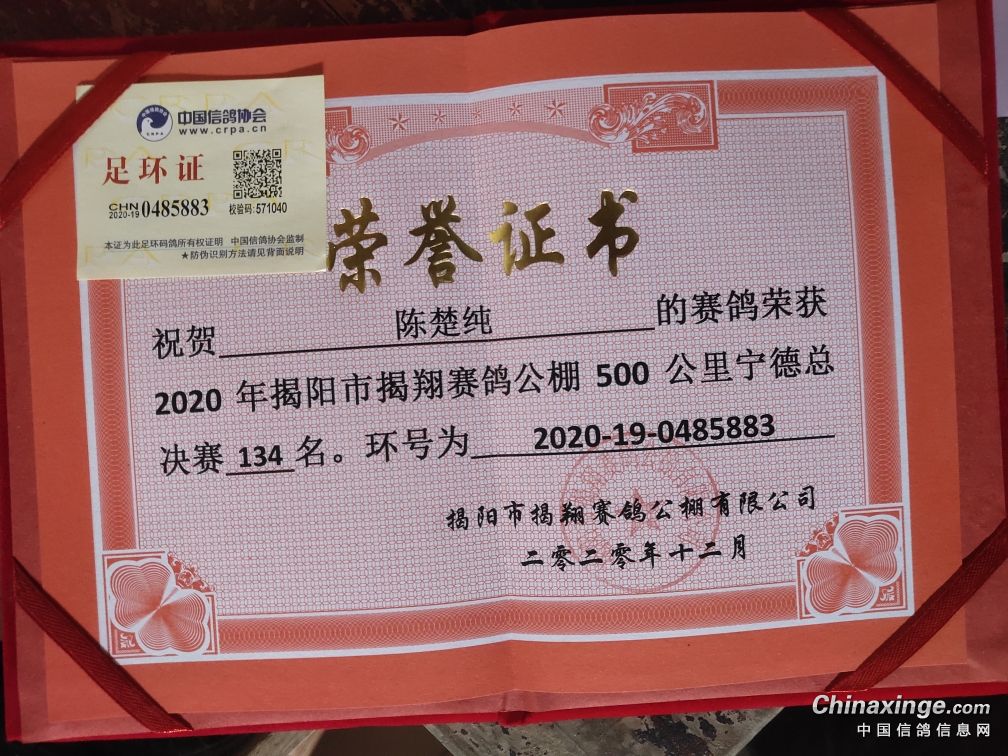 中国信鸽协会
www.crpa.cn
CRPA
足环证
CHN
2020-19 0485883
校验码:571040
本证为此足环码鸽所有权证明 中国信鸽协会监制
★防伪识别方法请见背面说明
荣誉证书
祝贺 陈楚纯 的赛鸽荣获
2020 年揭阳市揭翔赛鸽公棚 500 公里宁德总
决赛 134 名。环号为 2020-19-0485883
揭阳市揭翔赛鸽公棚有限公司
二零二零年十二月
Chinaxinge.com
中国信鸽信息网